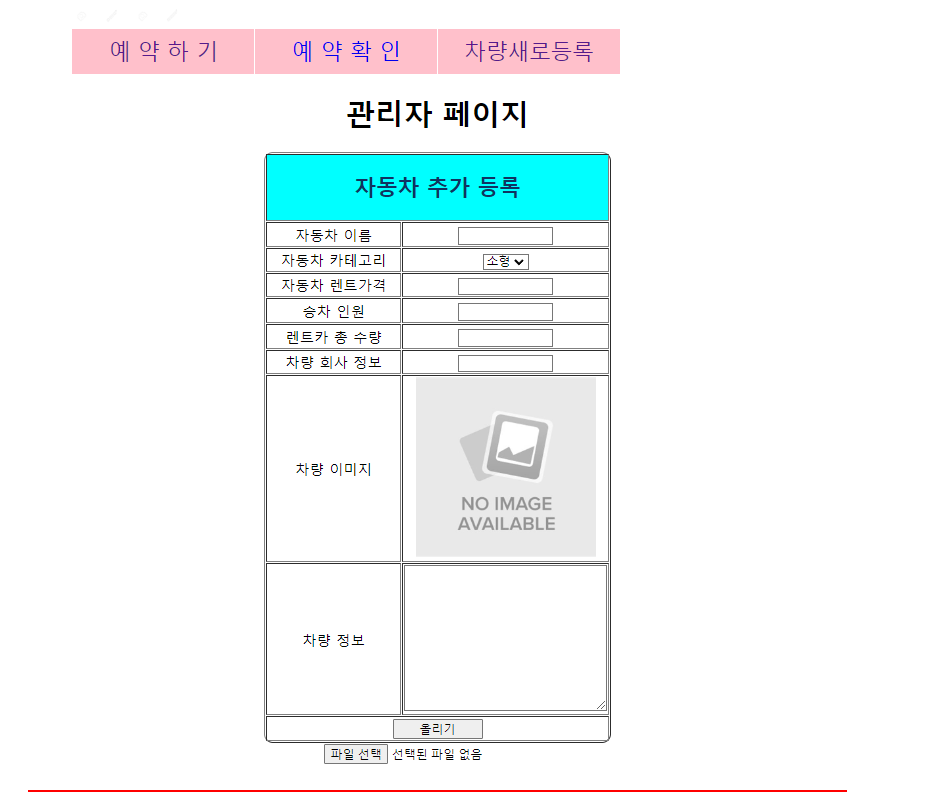 예 약 하 기 예 약 확 인 차량새로등록
관리자 페이지
자동차 추가 등록
자동차 이름
자동차 카테고리 소형
자동차 렌트가격
승차 인원
렌트카 총 수량
차량 회사 정보
차량 이미지
NO IMAGE
AVAILABLE
차량 정보
올리기
파일 선택 선택된 파일 없음